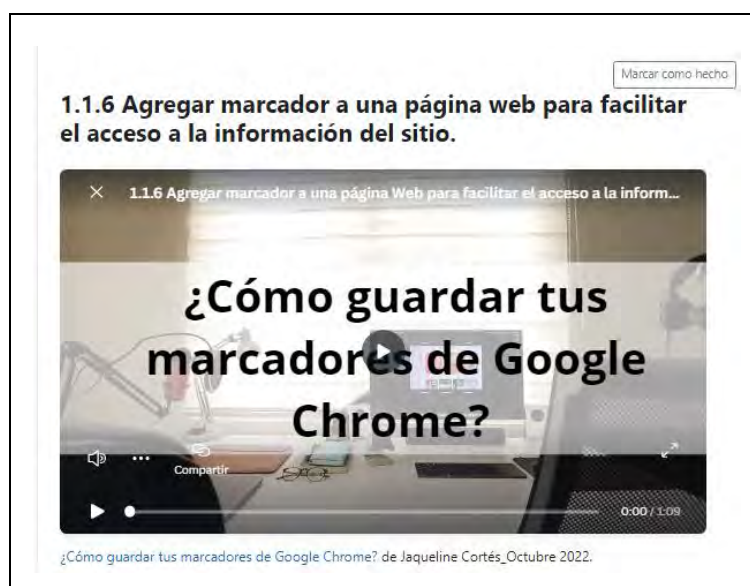 Marcar como hecho
1.1.6 Agregar marcador a una página web para facilitar
el acceso a la información del sitio.
1.1.6 Agregar marcador a una página Web para facilitar el acceso a la inform...
¿Cómo guardar tus
marcadores de Google
Chrome?
Compartir
0:00 / 1:09
¿Cómo guardar tus marcadores de Google Chrome? de Jaqueline Cortés_Octubre 2022.